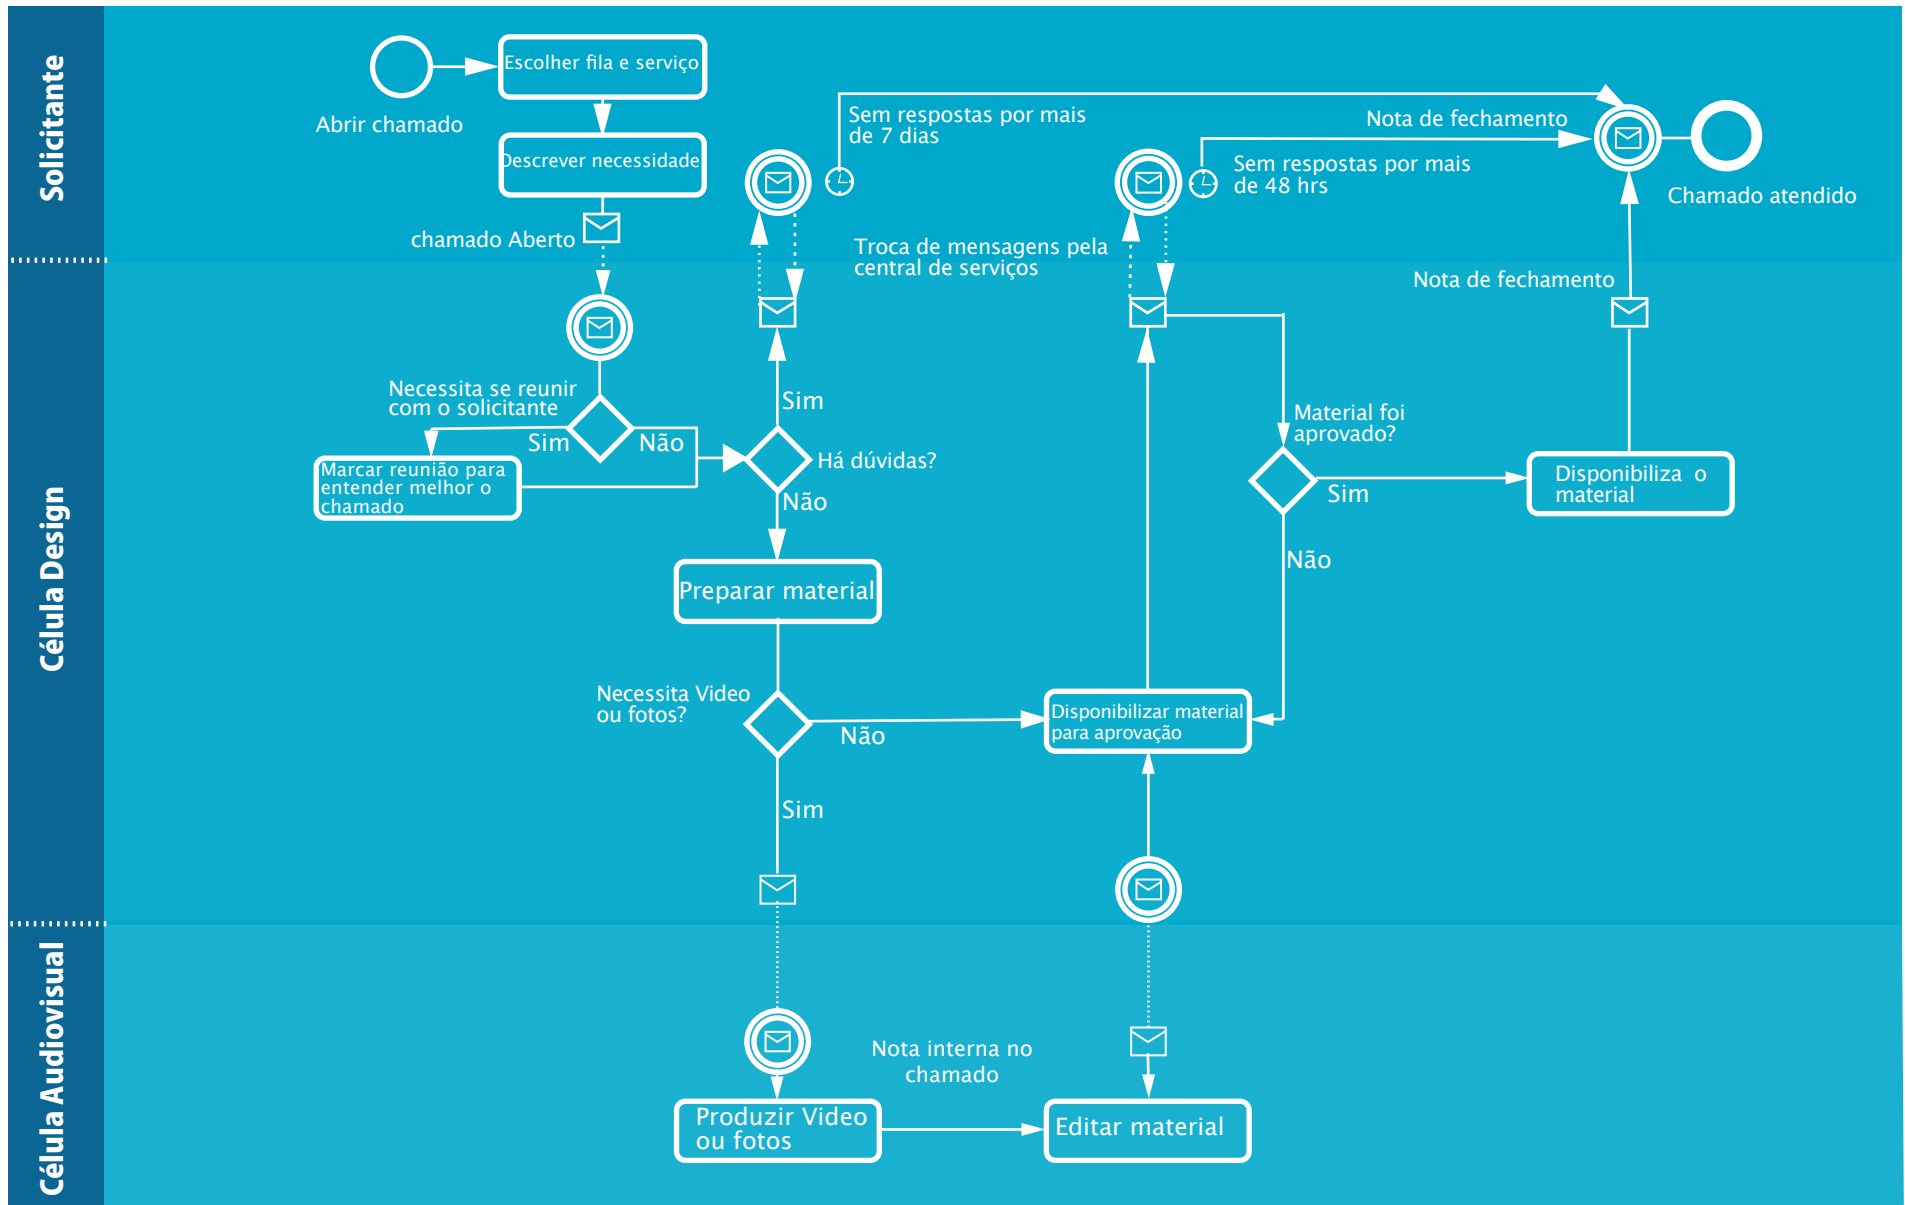 Solicitante
Escolher fila e serviço
Abrir chamado
Descrever necessidade
chamado Aberto
Sem respostas por mais
de 7 dias
Nota de fechamento
Sem respostas por mais
de 48 hrs
Chamado atendido
Troca de mensagens pela
central de serviços
Célula Design
Nota de fechamento
Necessita se reunir
com o solicitante
Sim
Não
Marcar reunião para
entender melhor o
chamado
Sim
Há dúvidas?
Não
Preparar material
Material foi
aprovado?
Sim
Não
Disponibiliza o
material
Necessita Video
ou fotos?
Não
Sim
Disponibilizar material
para aprovação
Célula Audiovisual
Nota interna no
chamado
Produzir Video
ou fotos
Editar material